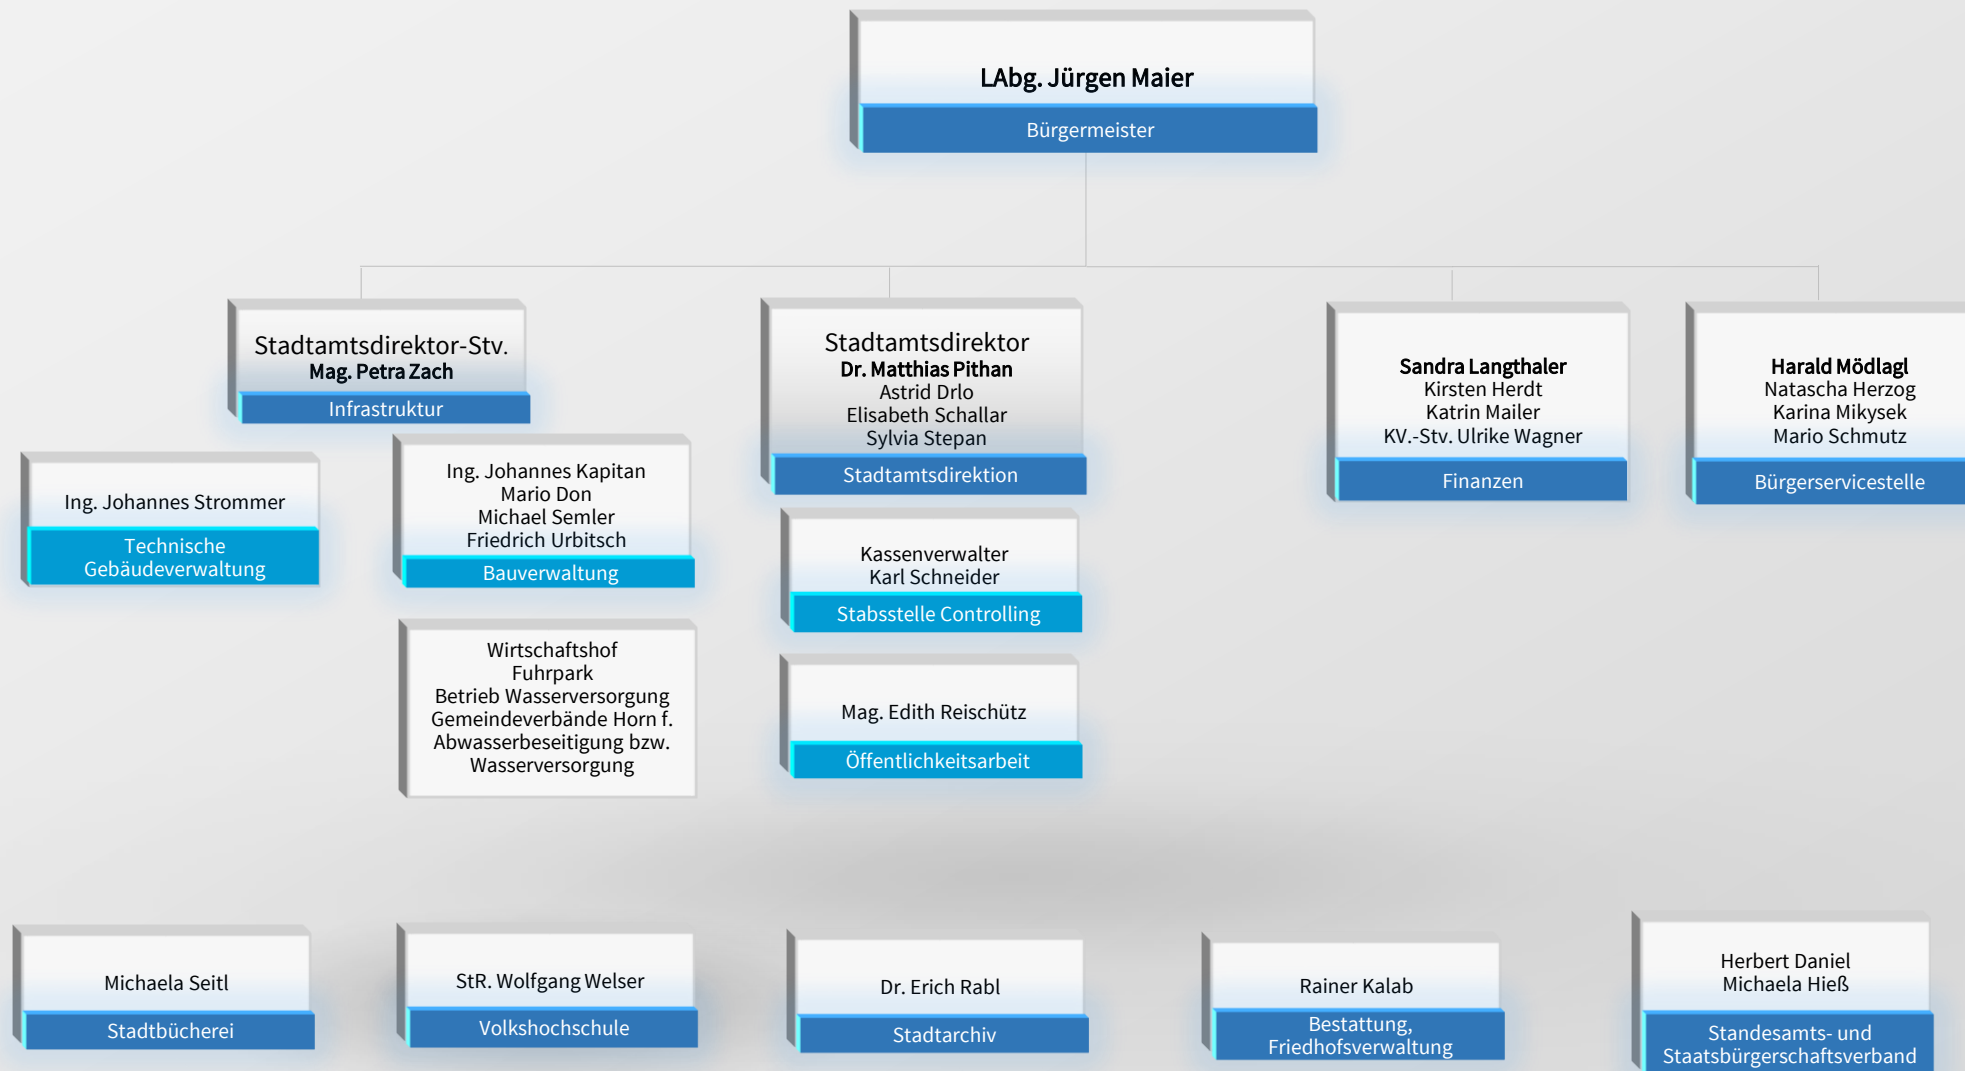 LAbg. Jürgen Maier
Bürgermeister
Stadtamtsdirektor-Stv.
Mag. Petra Zach
Infrastruktur
Stadtamtsdirektor
Dr. Matthias Pithan
Astrid Drlo
Elisabeth Schallar
Sylvia Stepan
Stadtamtsdirektion
Sandra Langthaler
Kirsten Herdt
Katrin Mailer
KV.-Stv. Ulrike Wagner
Finanzen
Harald Mödlagl
Natascha Herzog
Karina Mikysek
Mario Schmutz
Bürgerservicestelle
Ing. Johannes Strommer
Technische
Gebäudeverwaltung
Ing. Johannes Kapitan
Mario Don
Michael Semler
Friedrich Urbitsch
Bauverwaltung
Kassenverwalter
Karl Schneider
Stabsstelle Controlling
Wirtschaftshof
Fuhrpark
Betrieb Wasserversorgung
Gemeindeverbände Horn f.
Abwasserbeseitigung bzw.
Wasserversorgung
Mag. Edith Reischütz
Öffentlichkeitsarbeit
Michaela Seitl
Stadtbücherei
StR. Wolfgang Welser
Volkshochschule
Dr. Erich Rabl
Stadtarchiv
Rainer Kalab
Bestattung,
Friedhofsverwaltung
Herbert Daniel
Michaela Hieß
Standesamts- und
Staatsbürgerschaftsverband